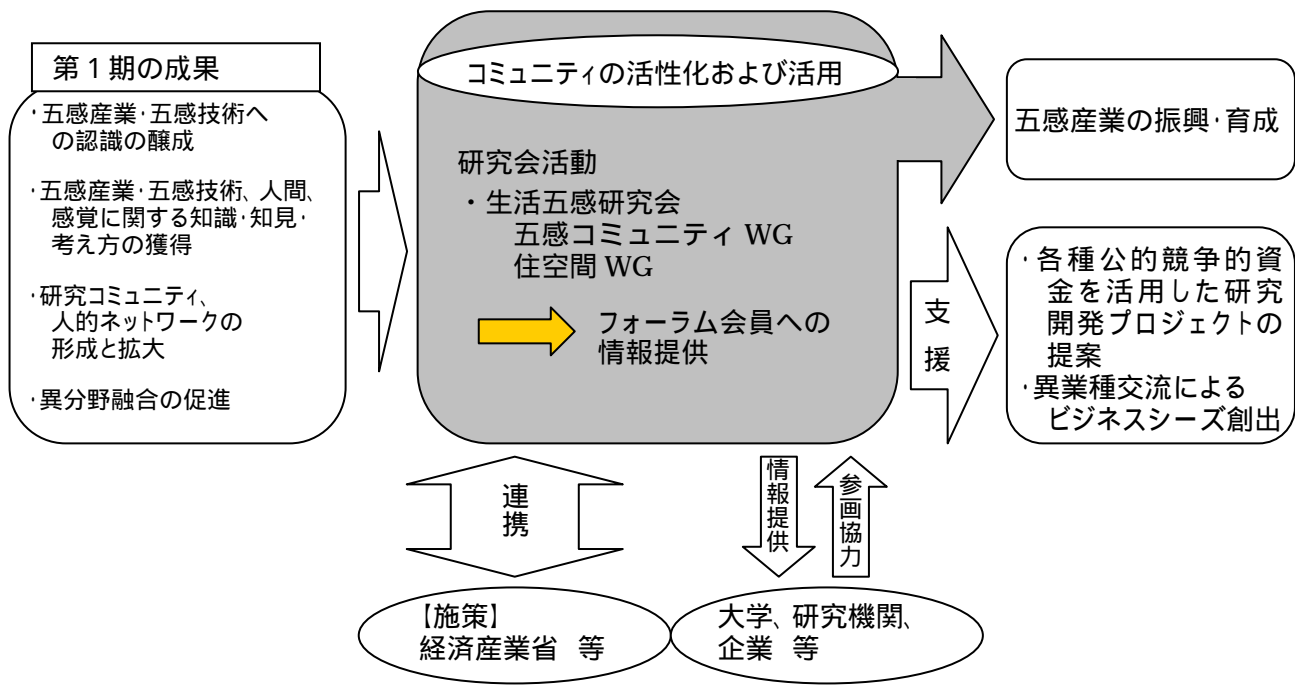 第1期の成果
・五感産業・五感技術へ
の認識の醸成
・五感産業・五感技術、人間、
感覚に関する知識・知見・
考え方の獲得
・研究コミュニティ、
人的ネットワークの
形成と拡大
・異分野融合の促進
コミュニティの活性化および活用
研究会活動
・生活五感研究会
五感コミュニティ WG
住空間 WG
フォーラム会員への
情報提供
五感産業の振興・育成
支援
・各種公的競争的資
金を活用した研究
開発プロジェクトの
提案
・異業種交流による
ビジネスシーズ創出
連携
情報提供
参画協力
【施策】
経済産業省 等
大学、研究機関、
企業 等